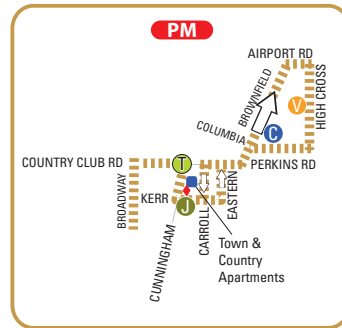 PM
AIRPORT RD
BROWNFIELD
HIGH CROSS
V
COLUMBIA
C
COUNTRY CLUB RD
T
PERKINS RD
BROADWAY
KERR
J
CARROLL
EASTERN
CUNNINGHAM
Town &
Country
Apartments